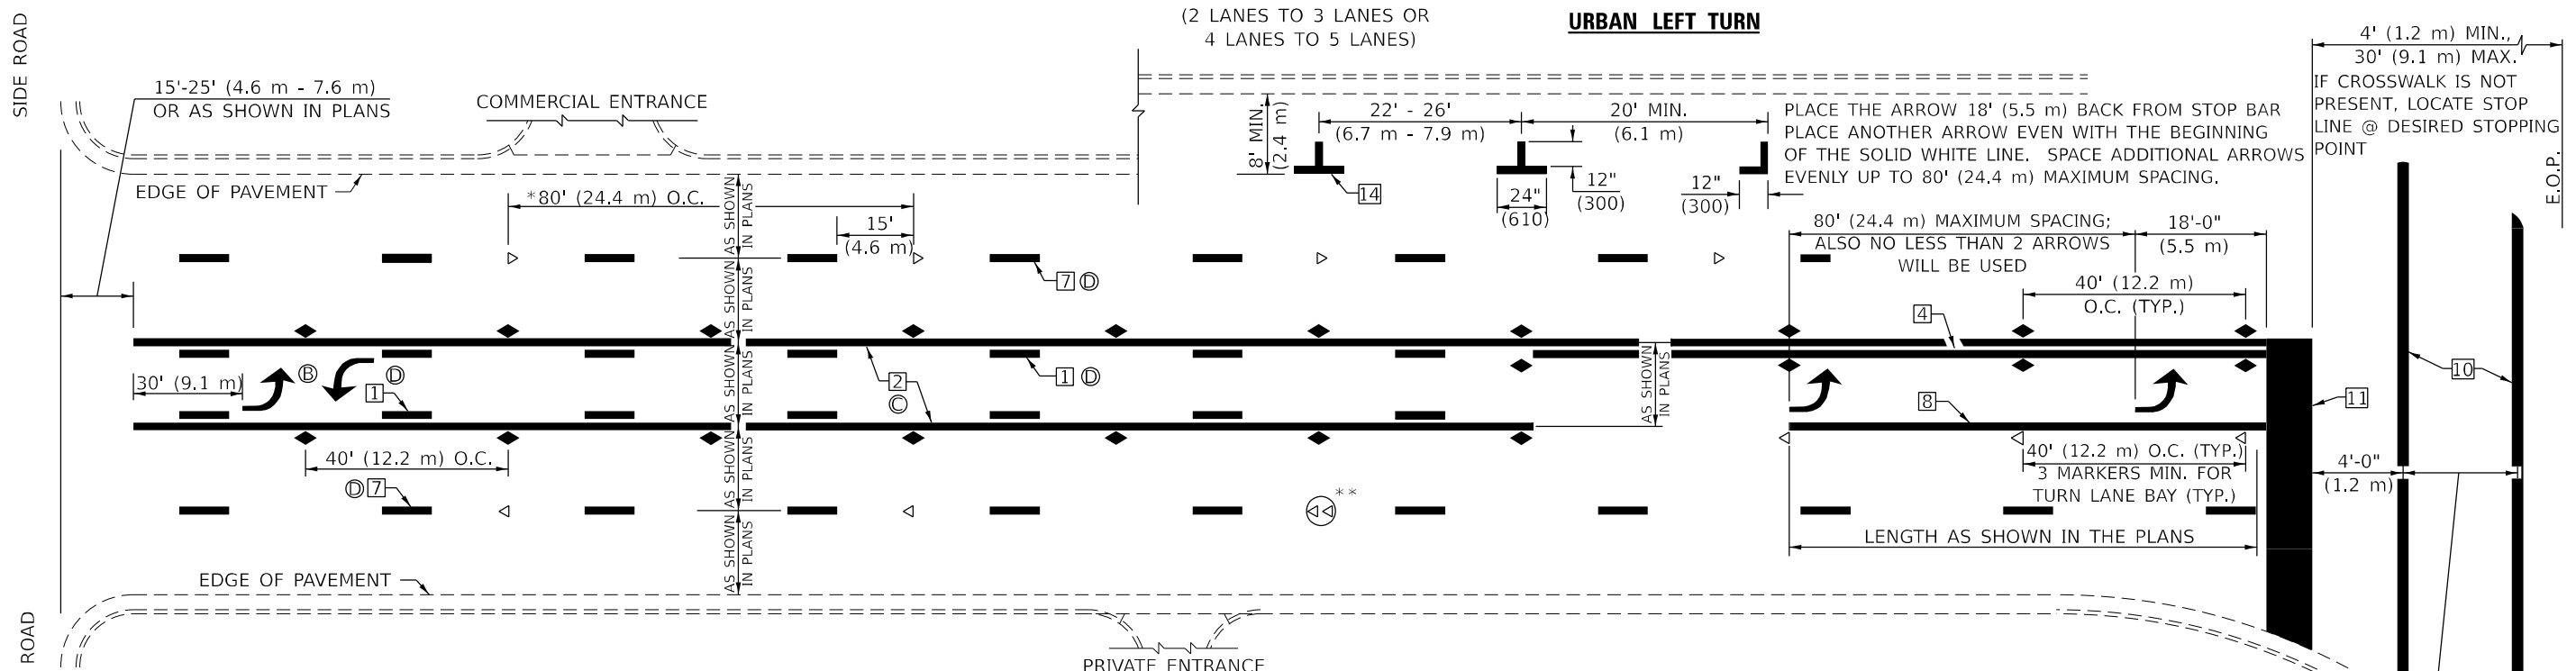 (2 LANES TO 3 LANES OR
4 LANES TO 5 LANES)
URBAN LEFT TURN
SIDE ROAD
15'-25' (4.6 m - 7.6 m)
OR AS SHOWN IN PLANS
COMMERCIAL ENTRANCE
EDGE OF PAVEMENT
*80' (24.4 m) O.C.
15'
(4.6 m)
AS SHOWN
IN PLANS
AS SHOWN
IN PLANS
AS SHOWN
IN PLANS
AS SHOWN
IN PLANS
AS SHOWN
IN PLANS
8' MIN.
(2.4 m)
22' - 26'
(6.7 m - 7.9 m)
20' MIN.
(6.1 m)
14
24"
(610)
12"
(300)
12"
(300)
PLACE THE ARROW 18' (5.5 m) BACK FROM STOP BAR
PLACE ANOTHER ARROW EVEN WITH THE BEGINNING
OF THE SOLID WHITE LINE. SPACE ADDITIONAL ARROWS
EVENLY UP TO 80' (24.4 m) MAXIMUM SPACING.
4' (1.2 m) MIN.,
30' (9.1 m) MAX.
IF CROSSWALK IS NOT
PRESENT, LOCATE STOP
LINE @ DESIRED STOPPING
POINT
E.O.P.
80' (24.4 m) MAXIMUM SPACING;
ALSO NO LESS THAN 2 ARROWS
WILL BE USED
18'-0"
(5.5 m)
40' (12.2 m)
O.C. (TYP.)
7 D
4
30' (9.1 m)
B
D
1
2
C
1 D
AS SHOWN
IN PLANS
8
10
11
40' (12.2 m) O.C.
D 7
**
40' (12.2 m) O.C. (TYP.)
3 MARKERS MIN. FOR
TURN LANE BAY (TYP.)
4'-0"
(1.2 m)
LENGTH AS SHOWN IN THE PLANS
EDGE OF PAVEMENT
ROAD
PRIVATE ENTRANCE